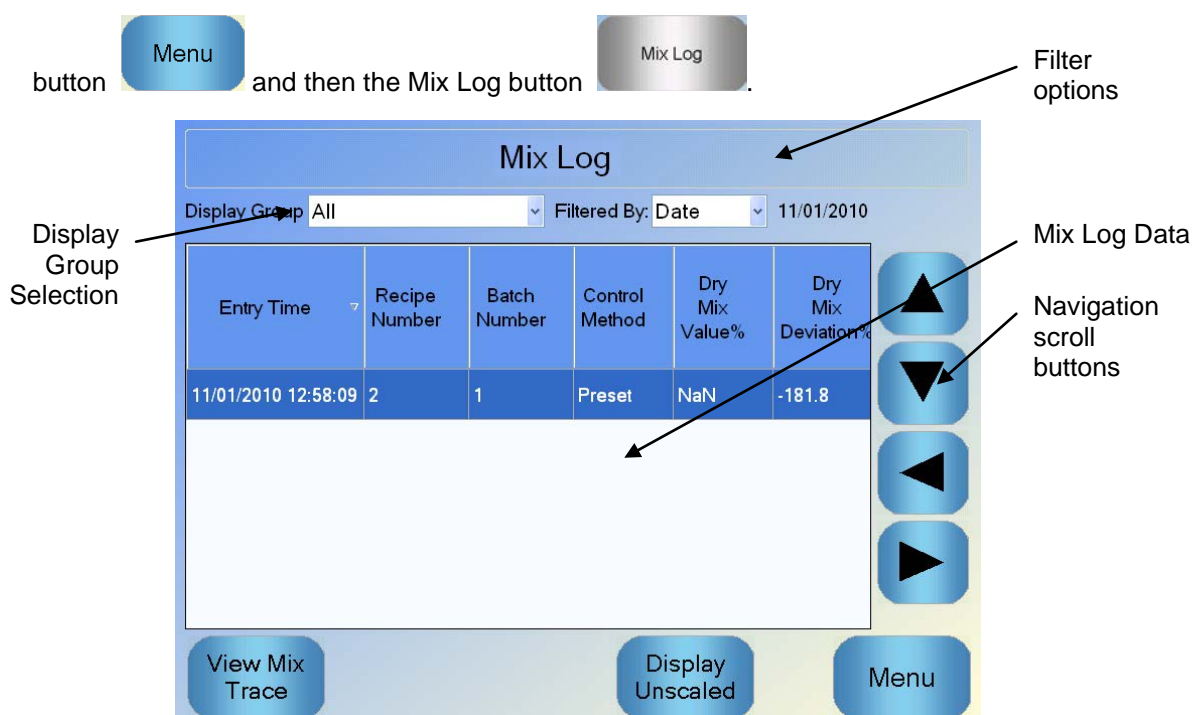 Menu
Mix Log
button and then the Mix Log button .
Filter
options
Mix Log
Display Group All Filtered By: Date 11/01/2010
Display
Group
Selection
Mix Log Data
Entry Time
Recipe
Number
Batch
Number
Control
Method
Dry
Mix
Value%
Dry
Mix
Deviation%
Navigation
scroll
buttons
11/01/2010 12:58:09 2 1 Preset NaN -181.8
View Mix
Trace
Display
Unscaled
Menu